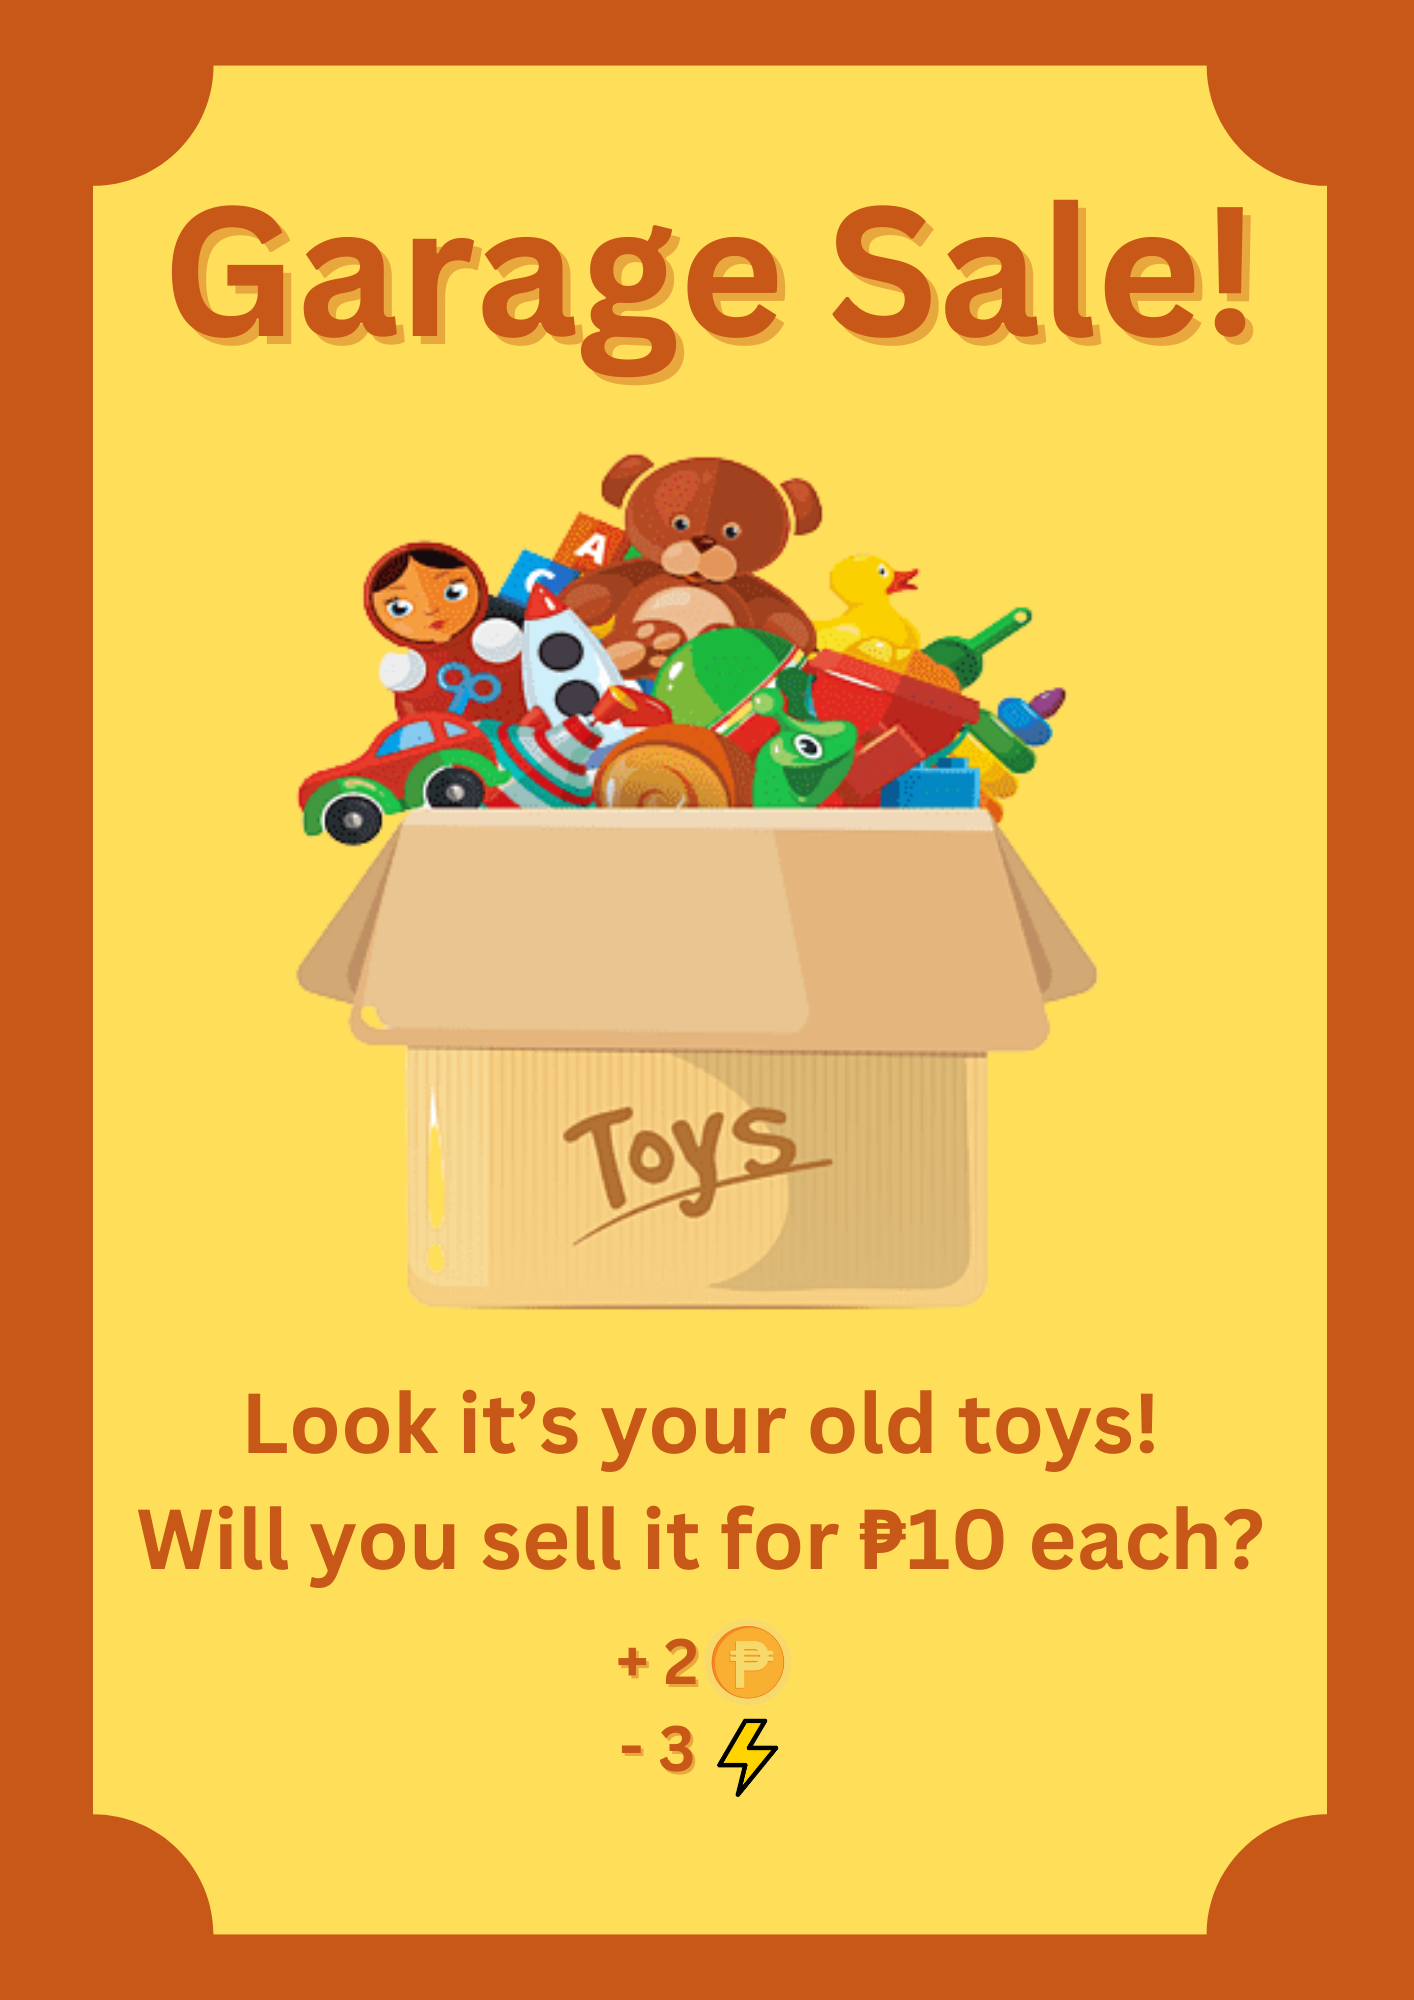 Garage Sale!
A
C
Toys
Look it’s your old toys!
Will you sell it for ₱10 each?
+ 2 ₱
- 3